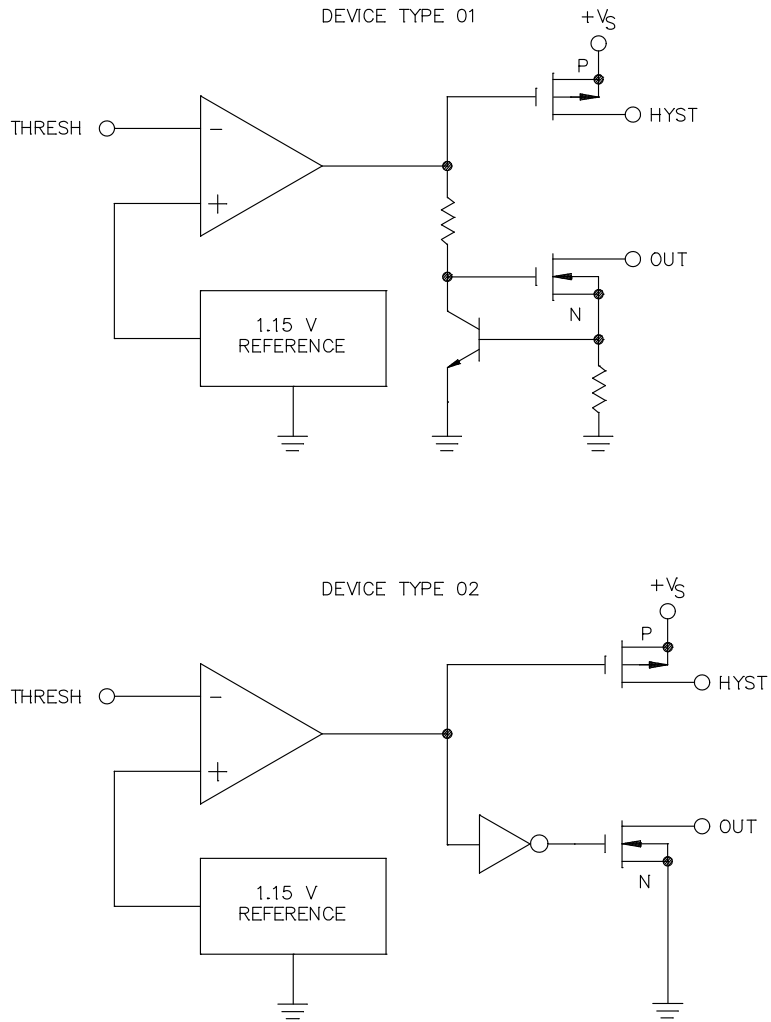 DEVICE TYPE 01
+VS
P
THRESH
HYST
−
+
OUT
N
1.15 V
REFERENCE
DEVICE TYPE 02
+VS
P
THRESH
HYST
−
+
OUT
N
1.15 V
REFERENCE